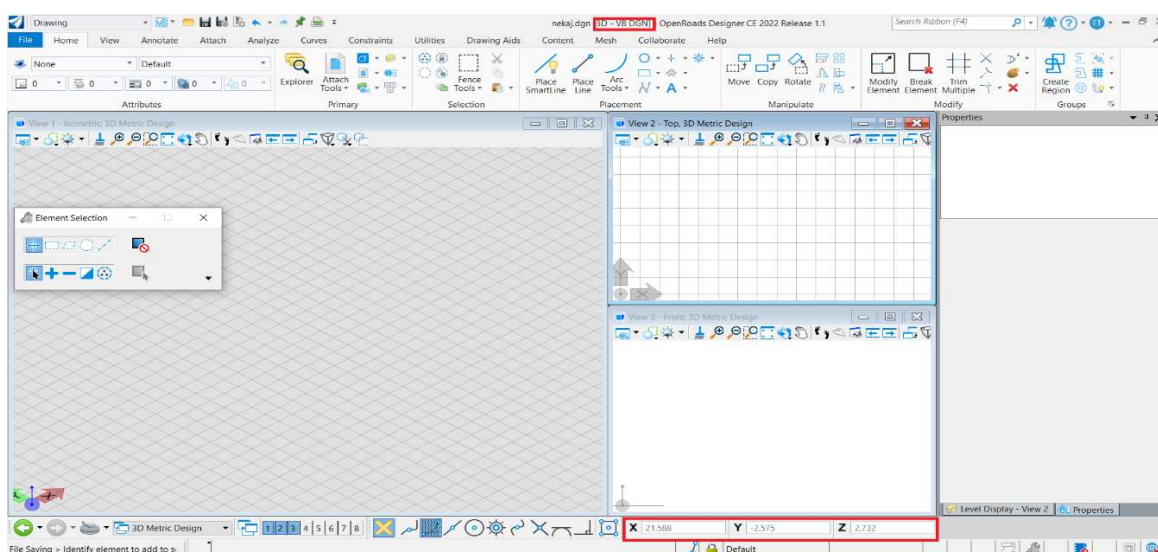 Drawing
nekaj.dgn [3D - V8 DGN] - OpenRoads Designer CE 2022 Release 1.1
Search Ribbon (F4)
File Home View Annotate Attach Analyze Curves Constraints Utilities Drawing Aids Content Mesh Collaborate Help
None Default
0 0 0 0 0
Explorer Attach Tools
Fence Tools
Place SmartLine Place Line Arc Tools
Move Copy Rotate
Modify Element Break Element Trim Multiple
Create Region
Attributes Primary Selection Placement Manipulate Modify Groups
View 1 - Isometric, 3D Metric Design
View 2 - Top, 3D Metric Design
Properties
Element Selection
Y
X
View 3 - Front, 3D Metric Design
Level Display - View 2 Properties
3D Metric Design 1 2 3 4 5 6 7 8 X 21.588 Y -2.575 Z 2.732
File Saving > Identify element to add to
Default